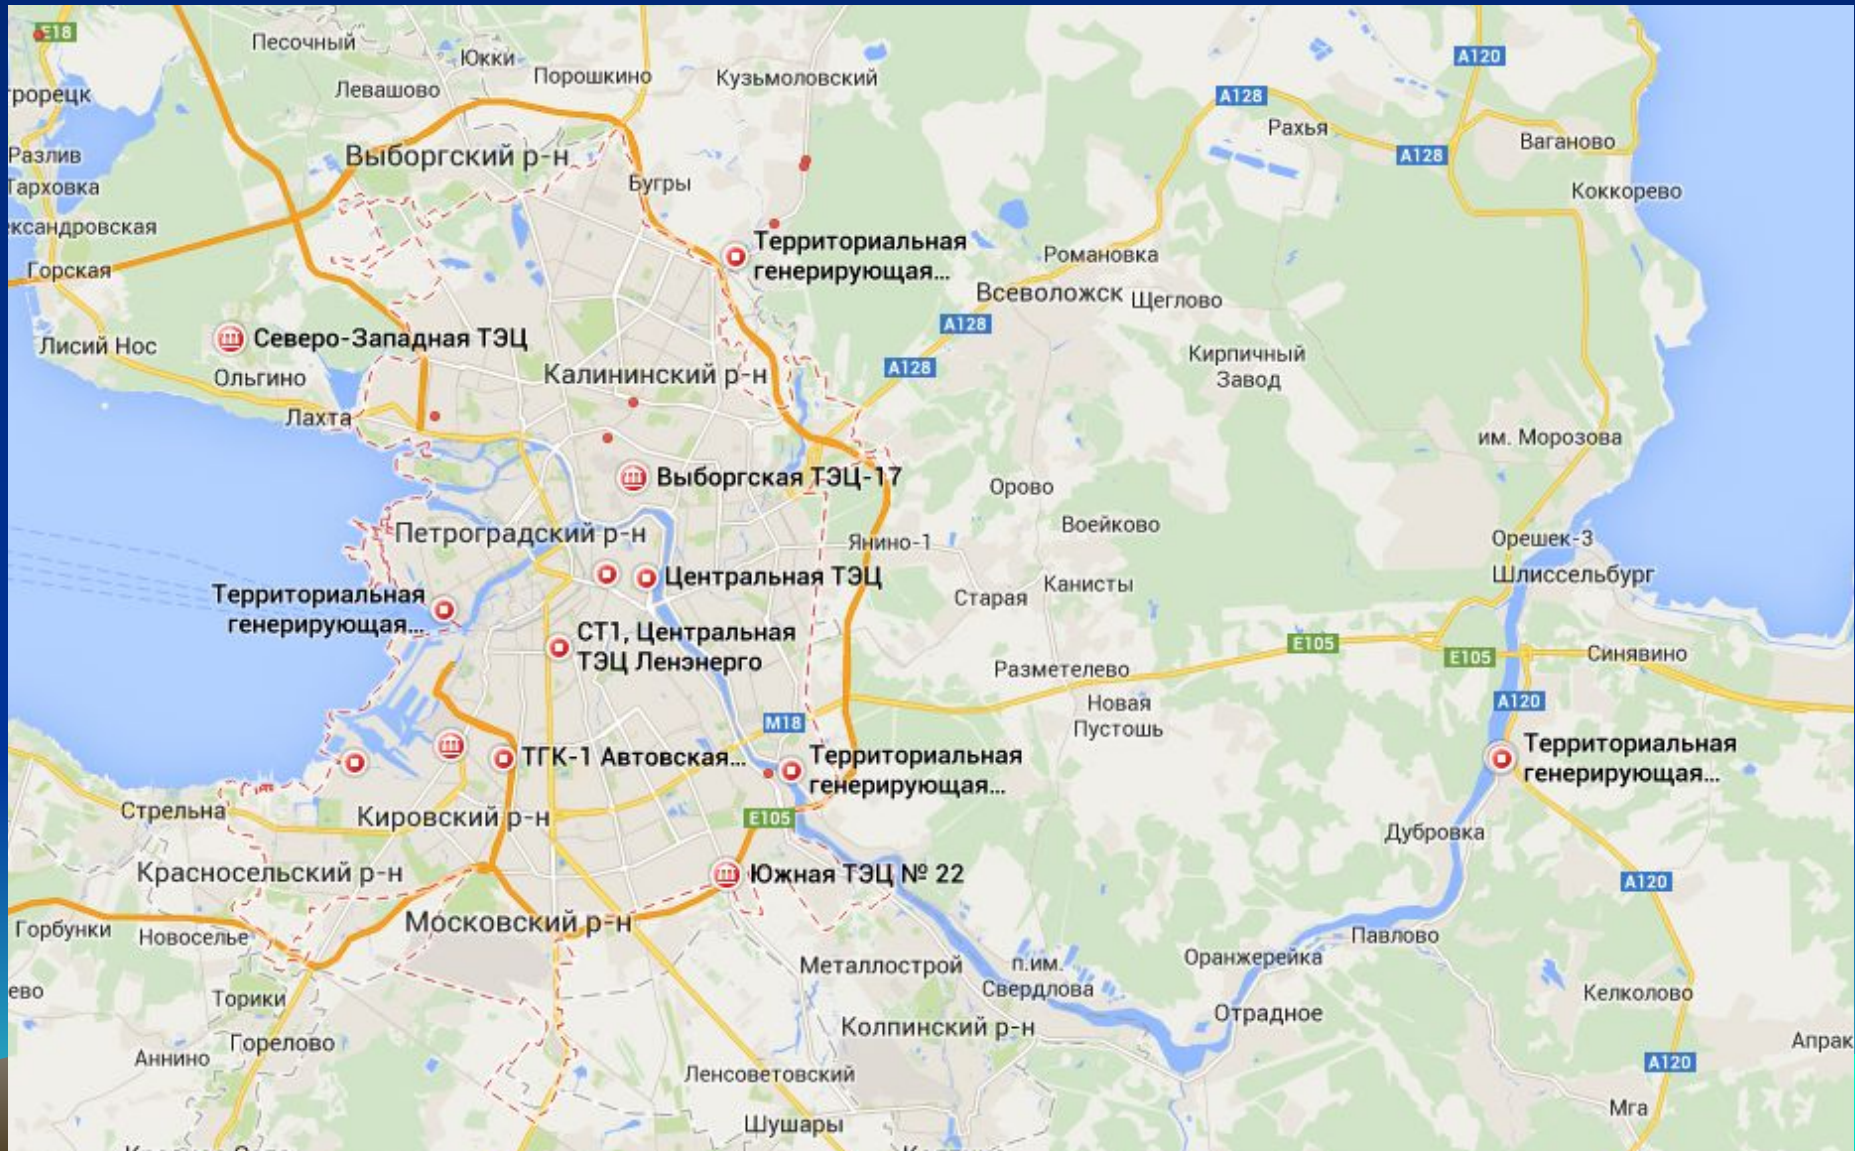 E18
Песочный
Юкки
Порошкино
Кузьмоловский
A120
Левашово
A128
Рахья
Ваганово
A128
Разлив
Выборгский р-н
Бугры
Тарховка
Коккорево
Территориальная
генерирующая...
Романовка
Горская
Всеволожск
Щеглово
A128
Северо-Западная ТЭЦ
Лисий Нос
Кирпичный
Завод
Ольгино
Калининский р-н
A128
Лахта
им. Морозова
Выборгская ТЭЦ-17
Орово
Воейково
Петроградский р-н
Янино-1
Орешек-3
Шлиссельбург
Центральная ТЭЦ
Канисты
Старая
Территориальная
генерирующая...
СТ1, Центральная
ТЭЦ Ленэнерго
E105
E105
Синявино
Разметелево
A120
Новая
Пустошь
M18
Территориальная
генерирующая...
ТГК-1 Автовская...
Территориальная
генерирующая...
Стрельна
Кировский р-н
E105
Дубровка
Красносельский р-н
Южная ТЭЦ № 22
A120
Горбунки
Новоселье
Московский р-н
Павлово
Металлострой
п.им.
Свердлова
Оранжерейка
Торики
Келколово
Отрадное
Колпинский р-н
Горелово
Аннино
A120
Ленсоветовский
Мга
Шушары